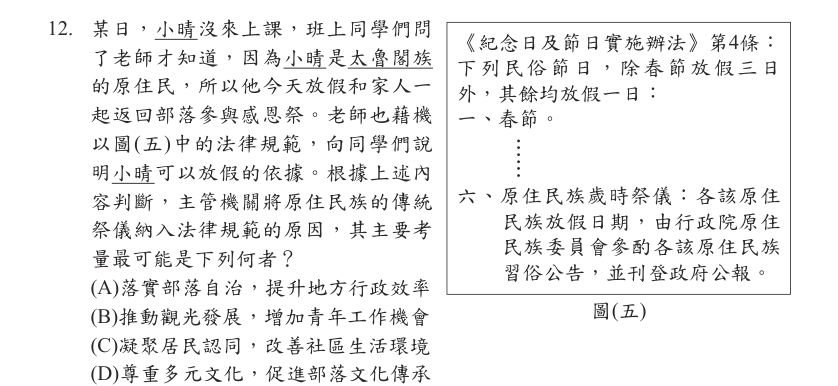 12. 某日，小晴沒來上課，班上同學們問
了老師才知道，因為小晴是太魯閣族
的原住民，所以他今天放假和家人一
起返回部落參與感恩祭。老師也藉機
以圖(五)中的法律規範，向同學們說
明小晴可以放假的依據。根據上述內
容判斷，主管機關將原住民族的傳統
祭儀納入法律規範的原因，其主要考
量最可能是下列何者？
(A)落實部落自治，提升地方行政效率
(B)推動觀光發展，增加青年工作機會
(C)凝聚居民認同，改善社區生活環境
(D)尊重多元文化，促進部落文化傳承
《紀念日及節日實施辦法》第4條：
下列民俗節日，除春節放假三日
外，其餘均放假一日：
一、春節。
⋮
六、原住民族歲時祭儀：各該原住
民族放假日期，由行政院原住
民族委員會參酌各該原住民族
習俗公告，並刊登政府公報。
圖(五)